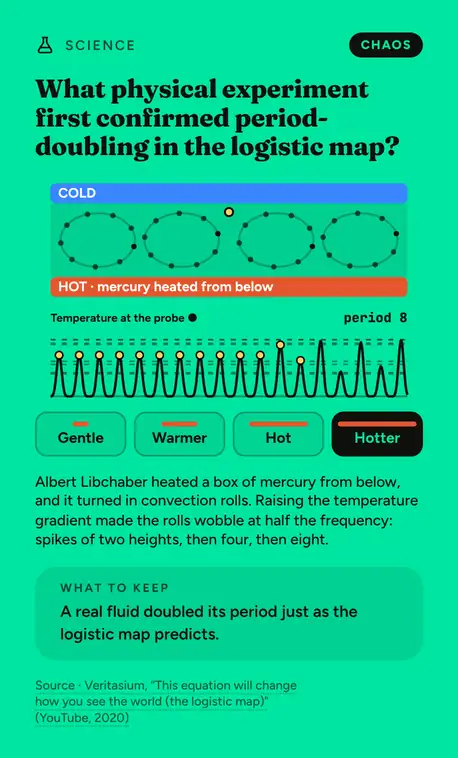 SCIENCE
CHAOS
What physical experiment
first confirmed period-
doubling in the logistic map?
COLD
HOT · mercury heated from below
Temperature at the probe
period 8
Gentle
Warmer
Hot
Hotter
Albert Libchaber heated a box of mercury from below,
and it turned in convection rolls. Raising the temperature
gradient made the rolls wobble at half the frequency:
spikes of two heights, then four, then eight.
WHAT TO KEEP
A real fluid doubled its period just as the
logistic map predicts.
Source · Veritasium, "This equation will change
how you see the world (the logistic map)"
(YouTube, 2020)